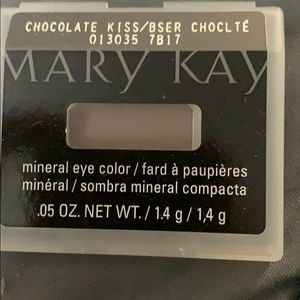 CHOCOLATE KISS/BSER CHOCLTÉ
013035 7B17
MARY KAY
mineral eye color / fard à paupières
minéral / sombra mineral compacta
.05 OZ. NET WT. / 1.4 g / 1,4 g